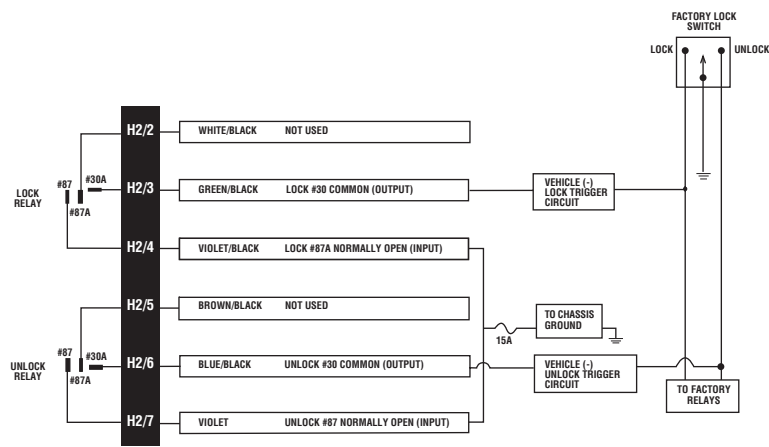 FACTORY LOCK
SWITCH
LOCK
UNLOCK
H2/2
WHITE/BLACK NOT USED
#87
#30A
#87A
LOCK
RELAY
H2/3
GREEN/BLACK LOCK #30 COMMON (OUTPUT)
VEHICLE (-)
LOCK TRIGGER
CIRCUIT
H2/4
VIOLET/BLACK LOCK #87A NORMALLY OPEN (INPUT)
H2/5
BROWN/BLACK NOT USED
15A
TO CHASSIS
GROUND
#87
#30A
#87A
UNLOCK
RELAY
H2/6
BLUE/BLACK UNLOCK #30 COMMON (OUTPUT)
VEHICLE (-)
UNLOCK TRIGGER
CIRCUIT
TO FACTORY
RELAYS
H2/7
VIOLET UNLOCK #87 NORMALLY OPEN (INPUT)